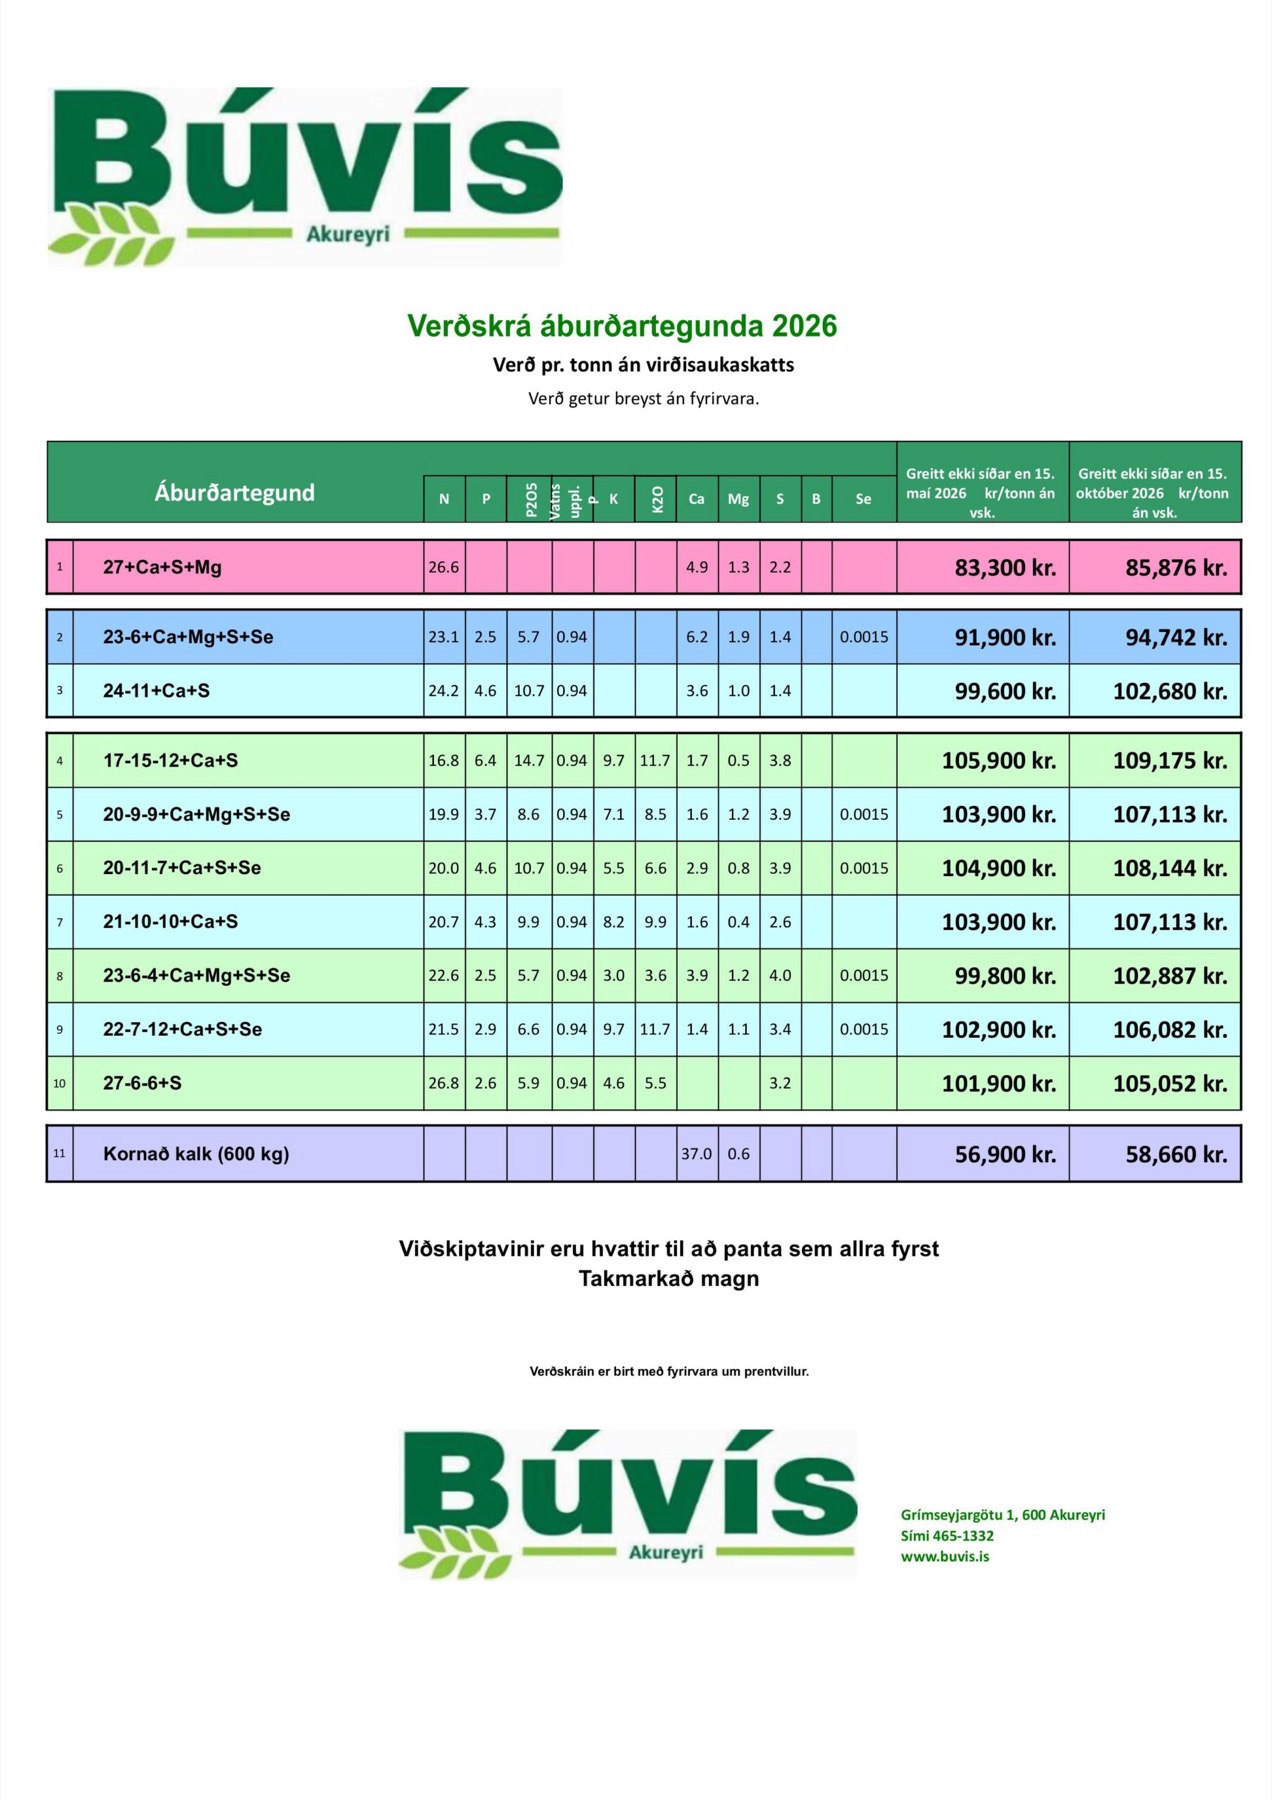 Búvís
Akureyri
Verðskrá áburðartegunda 2026
Verð pr. tonn án virðisaukaskatts
Verð getur breyst án fyrirvara.
Áburðartegund N P P2O5 Vatns uppl. P K K2O Ca Mg S B Se Greitt ekki síðar en 15. maí 2026 kr/tonn án vsk. Greitt ekki síðar en 15. október 2026 kr/tonn án vsk.
1 27+Ca+S+Mg 26.6 4.9 1.3 2.2 83,300 kr. 85,876 kr.
2 23-6+Ca+Mg+S+Se 23.1 2.5 5.7 0.94 6.2 1.9 1.4 0.0015 91,900 kr. 94,742 kr.
3 24-11+Ca+S 24.2 4.6 10.7 0.94 3.6 1.0 1.4 99,600 kr. 102,680 kr.
4 17-15-12+Ca+S 16.8 6.4 14.7 0.94 9.7 11.7 1.7 0.5 3.8 105,900 kr. 109,175 kr.
5 20-9-9+Ca+Mg+S+Se 19.9 3.7 8.6 0.94 7.1 8.5 1.6 1.2 3.9 0.0015 103,900 kr. 107,113 kr.
6 20-11-7+Ca+S+Se 20.0 4.6 10.7 0.94 5.5 6.6 2.9 0.8 3.9 0.0015 104,900 kr. 108,144 kr.
7 21-10-10+Ca+S 20.7 4.3 9.9 0.94 8.2 9.9 1.6 0.4 2.6 103,900 kr. 107,113 kr.
8 23-6-4+Ca+Mg+S+Se 22.6 2.5 5.7 0.94 3.0 3.6 3.9 1.2 4.0 0.0015 99,800 kr. 102,887 kr.
9 22-7-12+Ca+S+Se 21.5 2.9 6.6 0.94 9.7 11.7 1.4 1.1 3.4 0.0015 102,900 kr. 106,082 kr.
10 27-6-6+S 26.8 2.6 5.9 0.94 4.6 5.5 3.2 101,900 kr. 105,052 kr.
11 Kornað kalk (600 kg) 37.0 0.6 56,900 kr. 58,660 kr.
Viðskiptavinir eru hvattir til að panta sem allra fyrst
Takmarkað magn
Verðskráin er birt með fyrirvara um prentvillur.
Búvís
Akureyri
Grímseyjargötu 1, 600 Akureyri
Sími 465-1332
www.buvis.is